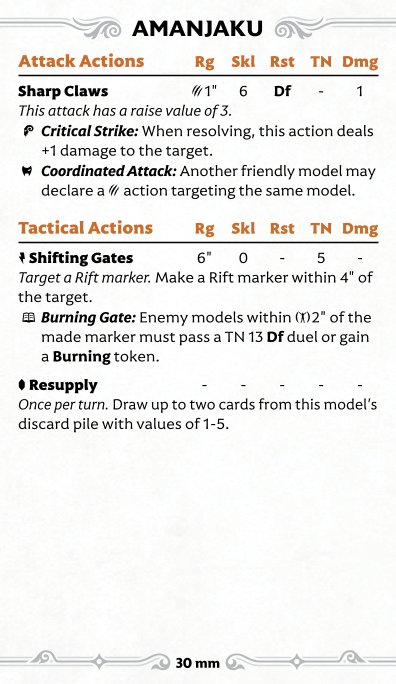 AMANJAKU
Attack Actions Rg Skl Rst TN Dmg
Sharp Claws 1" 6 Df - 1
This attack has a raise value of 3.
Critical Strike: When resolving, this action deals
+1 damage to the target.
Coordinated Attack: Another friendly model may
declare a action targeting the same model.
Tactical Actions Rg Skl Rst TN Dmg
Shifting Gates 6" 0 - 5 -
Target a Rift marker. Make a Rift marker within 4" of
the target.
Burning Gate: Enemy models within 2" of the
made marker must pass a TN 13 Df duel or gain
a Burning token.
Resupply - - - - -
Once per turn. Draw up to two cards from this model's
discard pile with values of 1-5.
30 mm